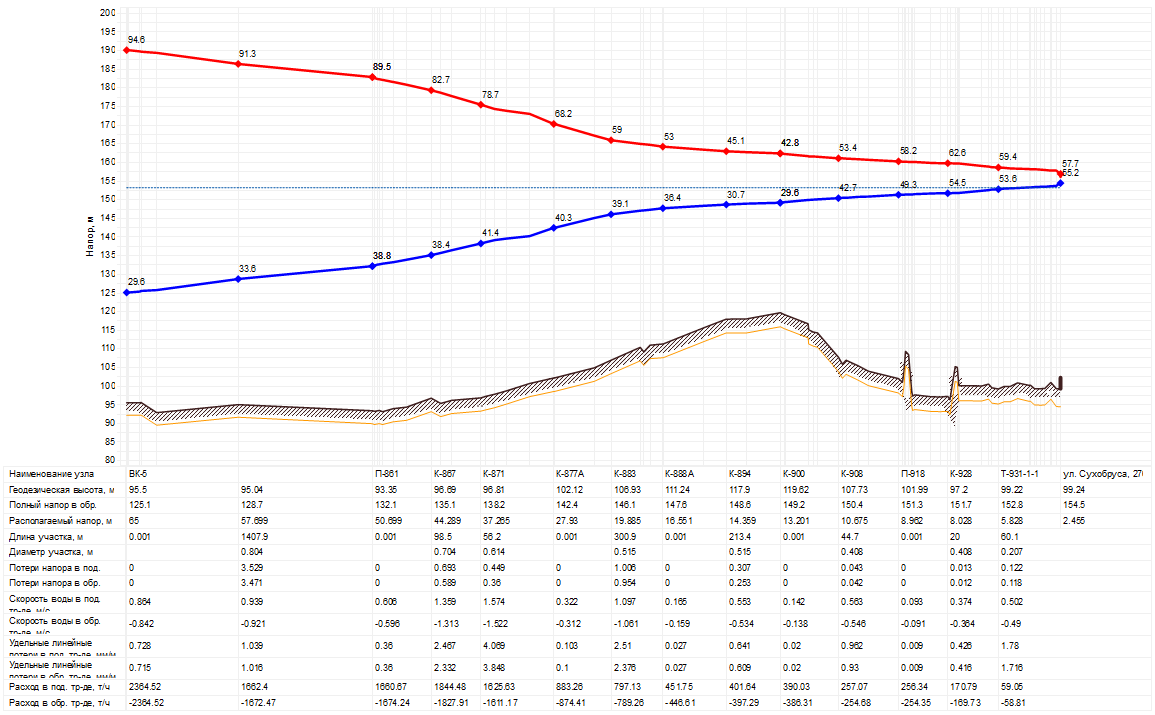 200
195
190
185
180
175
170
165
160
155
150
145
140
135
130
125
120
115
110
105
100
95
90
85
80
Напор, м
94.6 91.3 89.5 82.7 78.7 68.2 59 53 45.1 42.8 53.4 58.2 62.6 59.4 57.7
29.6 33.6 38.8 38.4 41.4 40.3 39.1 36.4 30.7 29.6 42.7 49.3 54.5 53.6 55.2
Наименование узла ВК-5 П-861 К-867 К-871 К-877А К-883 К-888А К-894 К-900 К-908 П-918 К-928 Т-931-1-1 ул. Сухобруса, 27
Геодезическая высота, м 95.5 95.04 93.35 96.69 96.81 102.12 106.93 111.24 117.9 119.62 107.73 101.99 97.2 99.22 99.24
Полный напор в обр. 125.1 128.7 132.1 135.1 138.2 142.4 146.1 147.6 148.6 149.2 150.4 151.3 151.7 152.8 154.5
Располагаемый напор, м 65 57.699 50.699 44.289 37.265 27.93 19.885 16.551 14.359 13.201 10.675 8.962 8.028 5.828 2.455
Длина участка, м 0.001 1407.9 0.001 98.5 56.2 0.001 300.9 0.001 213.4 0.001 44.7 0.001 20 60.1
Диаметр участка, м 0.804 0.704 0.614 0.515 0.515 0.408 0.408 0.207
Потери напора в под. 0 3.529 0 0.693 0.449 0 1.006 0 0.307 0 0.043 0 0.013 0.122
Потери напора в обр. 0 3.471 0 0.589 0.36 0 0.954 0 0.253 0 0.042 0 0.012 0.118
Скорость воды в под. тр-де, м/с 0.864 0.939 0.606 1.359 1.574 0.322 1.097 0.165 0.553 0.142 0.563 0.093 0.374 0.502
Скорость воды в обр. тр-де, м/с -0.842 -0.921 -0.596 -1.313 -1.522 -0.312 -1.061 -0.159 -0.534 -0.138 -0.546 -0.091 -0.364 -0.49
Удельные линейные потери в под. тр-де, мм/м 0.728 1.039 0.36 2.467 4.069 0.103 2.51 0.027 0.641 0.02 0.962 0.009 0.426 1.78
Удельные линейные потери в обр. тр-де, мм/м 0.715 1.016 0.36 2.332 3.848 0.1 2.376 0.027 0.609 0.02 0.93 0.009 0.416 1.716
Расход в под. тр-де, т/ч 2364.52 1662.4 1660.67 1844.48 1625.63 883.26 797.13 451.75 401.64 390.03 257.07 256.34 170.79 59.05
Расход в обр. тр-де, т/ч -2364.52 -1672.47 -1674.24 -1827.91 -1611.17 -874.41 -789.26 -446.61 -397.29 -386.31 -254.68 -254.35 -169.73 -58.81